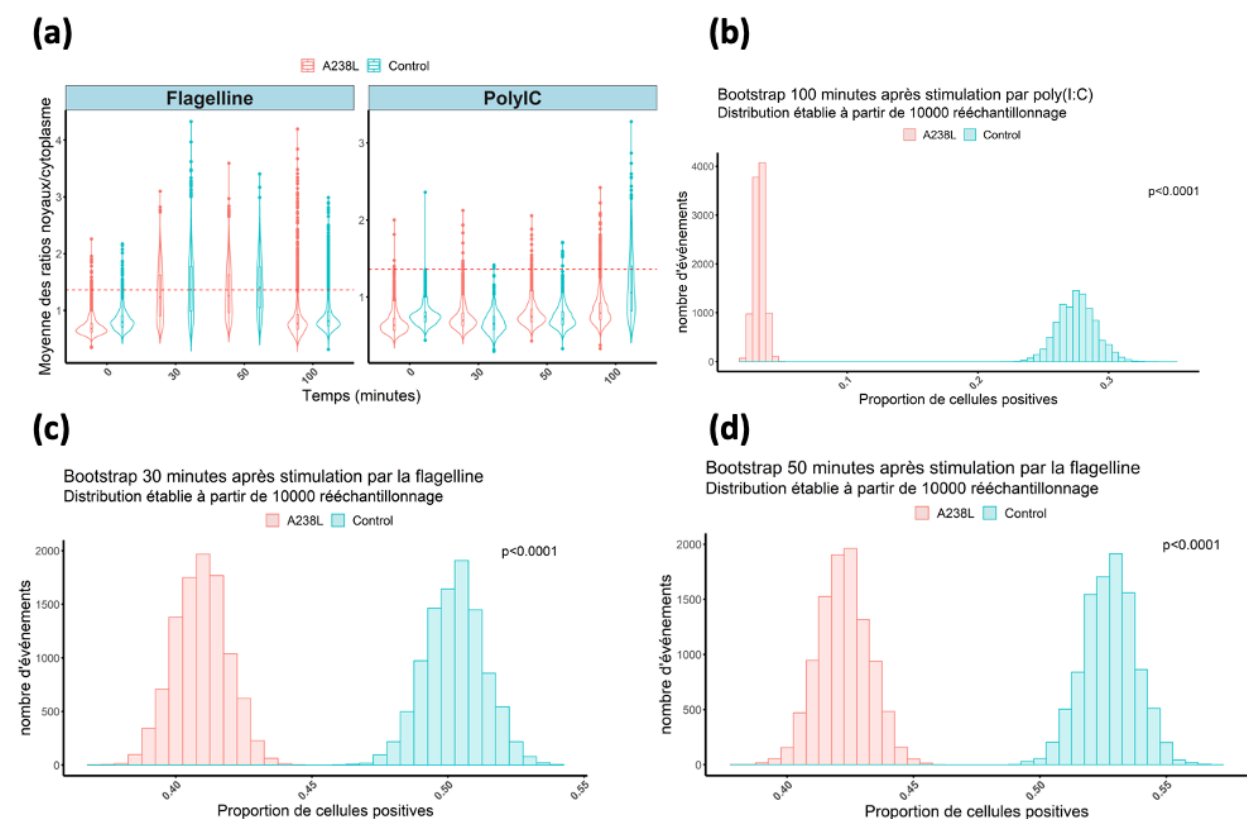 (a)
A238L Control
Flagelline PolyIC
Moyenne des ratios noyaux/cytoplasme
4
3
2
1
3
2
1
0 30 50 100 0 30 50 100
Temps (minutes)
(b)
Bootstrap 100 minutes après stimulation par poly(I:C)
Distribution établie à partir de 10000 rééchantillonnage
A238L Control
p<0.0001
nombre d'événements
4000
3000
2000
1000
0
0.1 0.2 0.3
Proportion de cellules positives
(c)
Bootstrap 30 minutes après stimulation par la flagelline
Distribution établie à partir de 10000 rééchantillonnage
A238L Control
p<0.0001
nombre d'événements
2000
1500
1000
500
0
0.40 0.45 0.50 0.55
Proportion de cellules positives
(d)
Bootstrap 50 minutes après stimulation par la flagelline
Distribution établie à partir de 10000 rééchantillonnage
A238L Control
p<0.0001
nombre d'événements
2000
1500
1000
500
0
0.40 0.45 0.50 0.55
Proportion de cellules positives